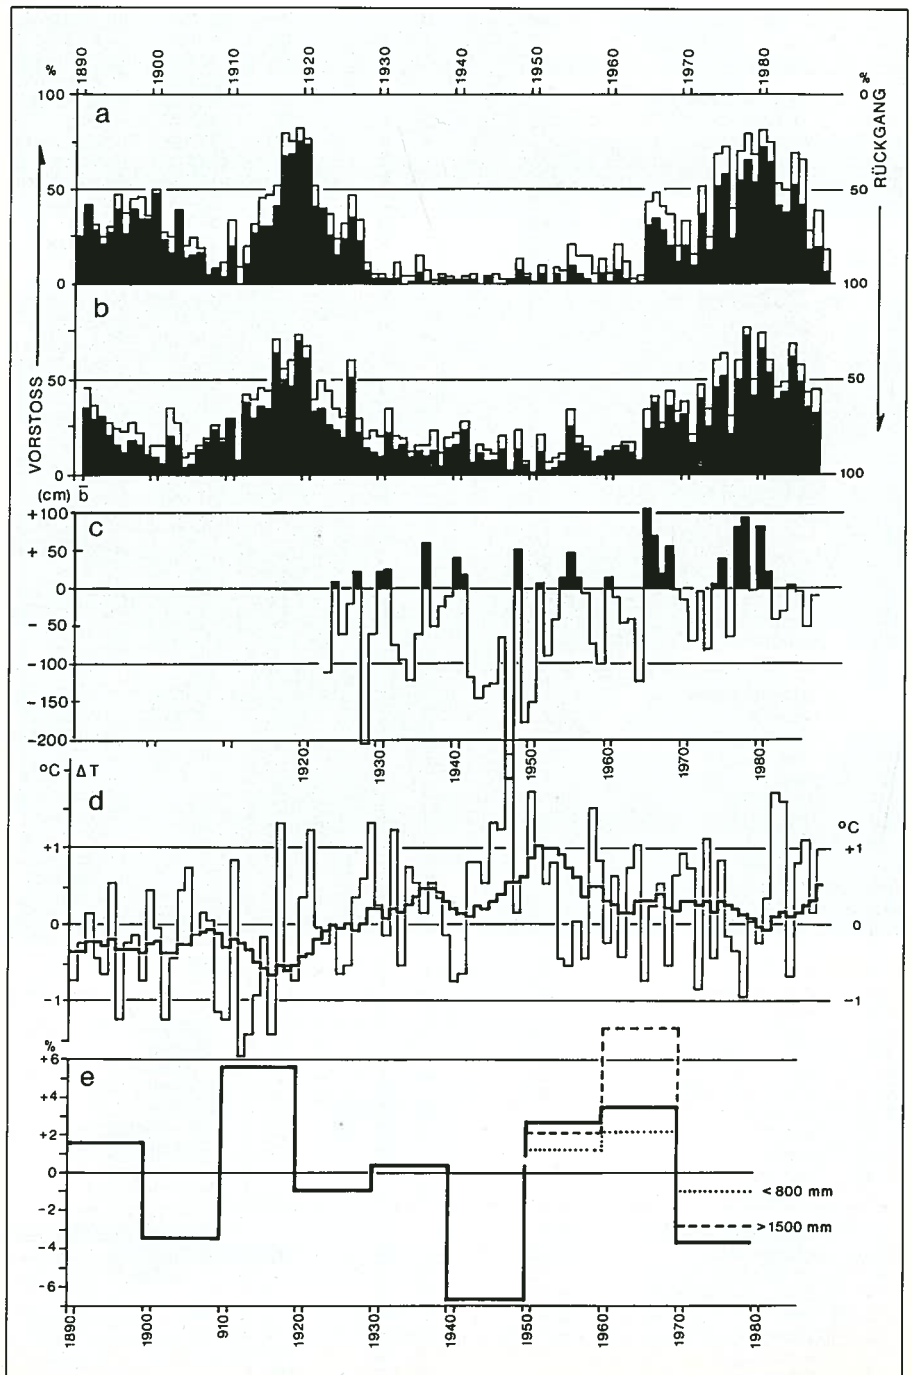 1890 1900 1910 1920 1930 1940 1950 1960 1970 1980
% %
100 0
a
50 50
0 100
RÜCKGANG
b
50 50
0 100
VORSTOSS
(cm) b̄
+100
c
+ 50
0
- 50
-100
-150
-200
1920 1930 1940 1950 1960 1970 1980
°C ΔT
d
°C
+1 +1
0 0
-1 -1
%
+6
e
+4
+2
0
-2
< 800 mm
>1500 mm
-4
-6
1890 1900 910 1920 1930 1940 1950 1960 1970 1980